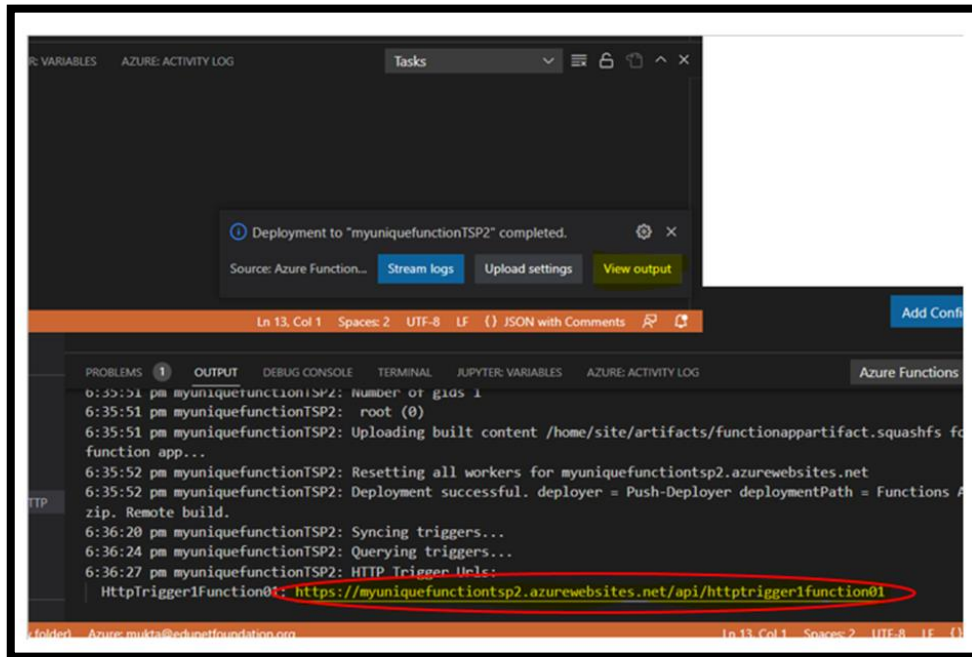 R: VARIABLES AZURE: ACTIVITY LOG Tasks
Deployment to "myuniquefunctionTSP2" completed.
Source: Azure Function... Stream logs Upload settings View output
Ln 13, Col 1 Spaces: 2 UTF-8 LF {} JSON with Comments
Add Confi
PROBLEMS 1 OUTPUT DEBUG CONSOLE TERMINAL JUPYTER: VARIABLES AZURE: ACTIVITY LOG Azure Functions
6:35:51 pm myuniquefunctionTSP2: Number of gids 1
6:35:51 pm myuniquefunctionTSP2: root (0)
6:35:51 pm myuniquefunctionTSP2: Uploading built content /home/site/artifacts/functionappartifact.squashfs fo
function app...
6:35:52 pm myuniquefunctionTSP2: Resetting all workers for myuniquefunctiontsp2.azurewebsites.net
6:35:52 pm myuniquefunctionTSP2: Deployment successful. deployer = Push-Deployer deploymentPath = Functions A
TTP
zip. Remote build.
6:36:20 pm myuniquefunctionTSP2: Syncing triggers...
6:36:24 pm myuniquefunctionTSP2: Querying triggers...
6:36:27 pm myuniquefunctionTSP2: HTTP Trigger Urls:
HttpTrigger1Function01: https://myuniquefunctiontsp2.azurewebsites.net/api/httptrigger1function01
folder) Azure: mukta@edunetfoundation.org Ln 13, Col 1 Spaces: 2 UTF-8 LF {}